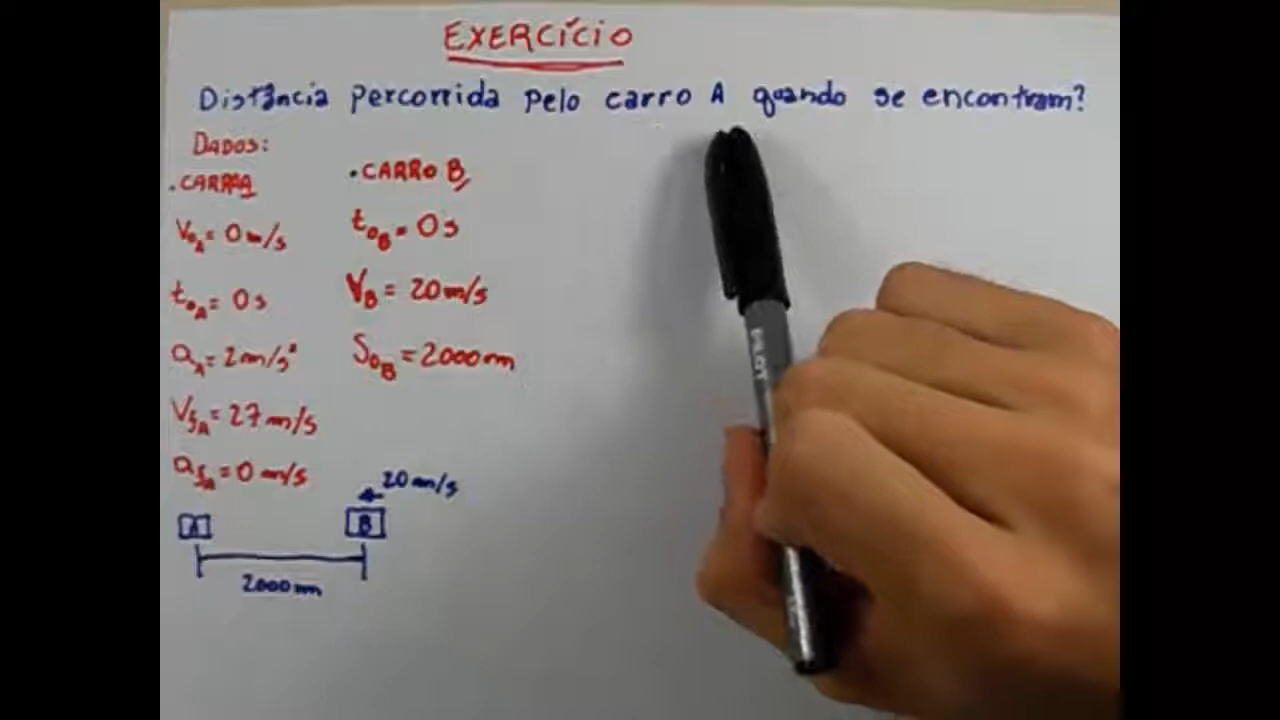 EXERCÍCIO
Distância percorrida pelo carro A quando se encontram?
DADOS:
• CARRO A
V₀A = 0 m/s
t₀A = 0 s
aA = 2 m/s²
VfA = 27 m/s
afA = 0 m/s
• CARRO B
t₀B = 0 s
VB = 20 m/s
S₀B = 2000 m
20 m/s
A
B
2000 m
PILOT